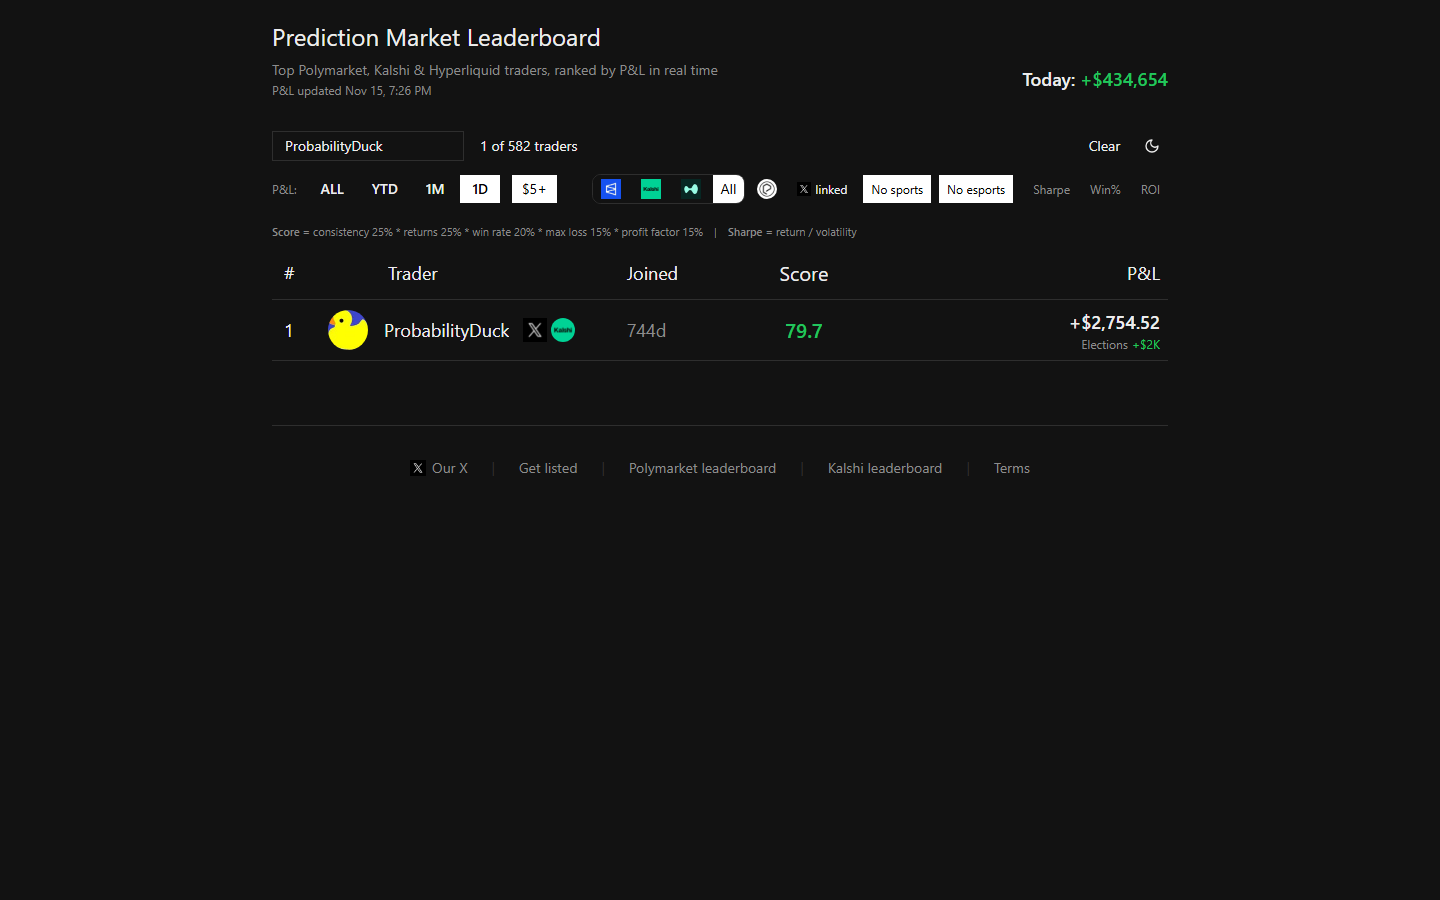 Prediction Market Leaderboard
Top Polymarket, Kalshi & Hyperliquid traders, ranked by P&L in real time
P&L updated Nov 15, 7:26 PM
Today: +$434,654
ProbabilityDuck 1 of 582 traders Clear
P&L: ALL YTD 1M 1D $5+ Kalshi All 𝕏 linked No sports No esports Sharpe Win% ROI
Score = consistency 25% * returns 25% * win rate 20% * max loss 15% * profit factor 15% | Sharpe = return / volatility
# Trader Joined Score P&L
1 ProbabilityDuck 𝕏 Kalshi 744d 79.7 +$2,754.52
Elections +$2K
𝕏 Our X | Get listed | Polymarket leaderboard | Kalshi leaderboard | Terms